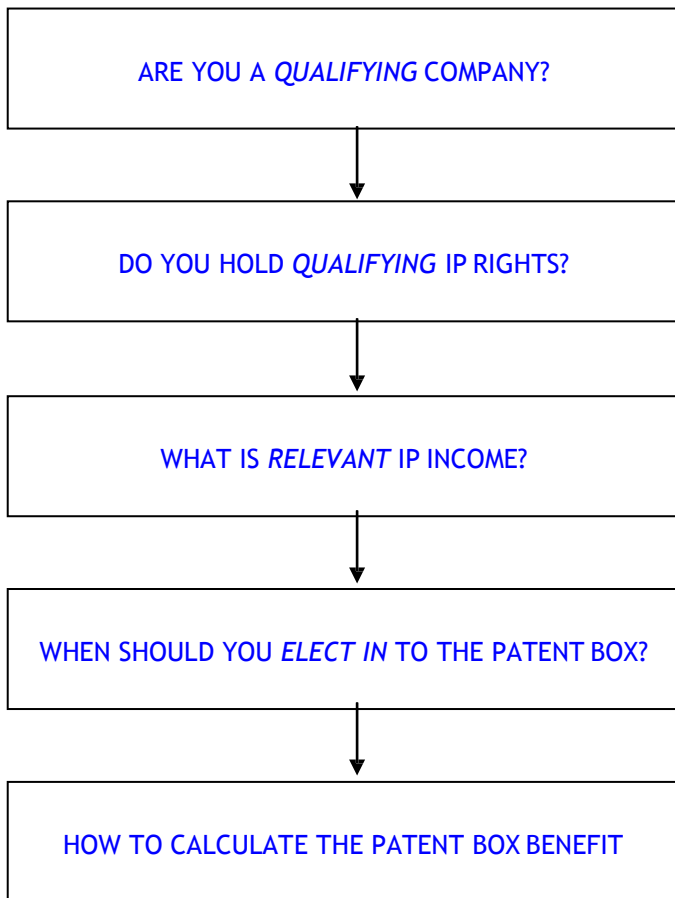 ARE YOU A QUALIFYING COMPANY?
DO YOU HOLD QUALIFYING IP RIGHTS?
WHAT IS RELEVANT IP INCOME?
WHEN SHOULD YOU ELECT IN TO THE PATENT BOX?
HOW TO CALCULATE THE PATENT BOX BENEFIT